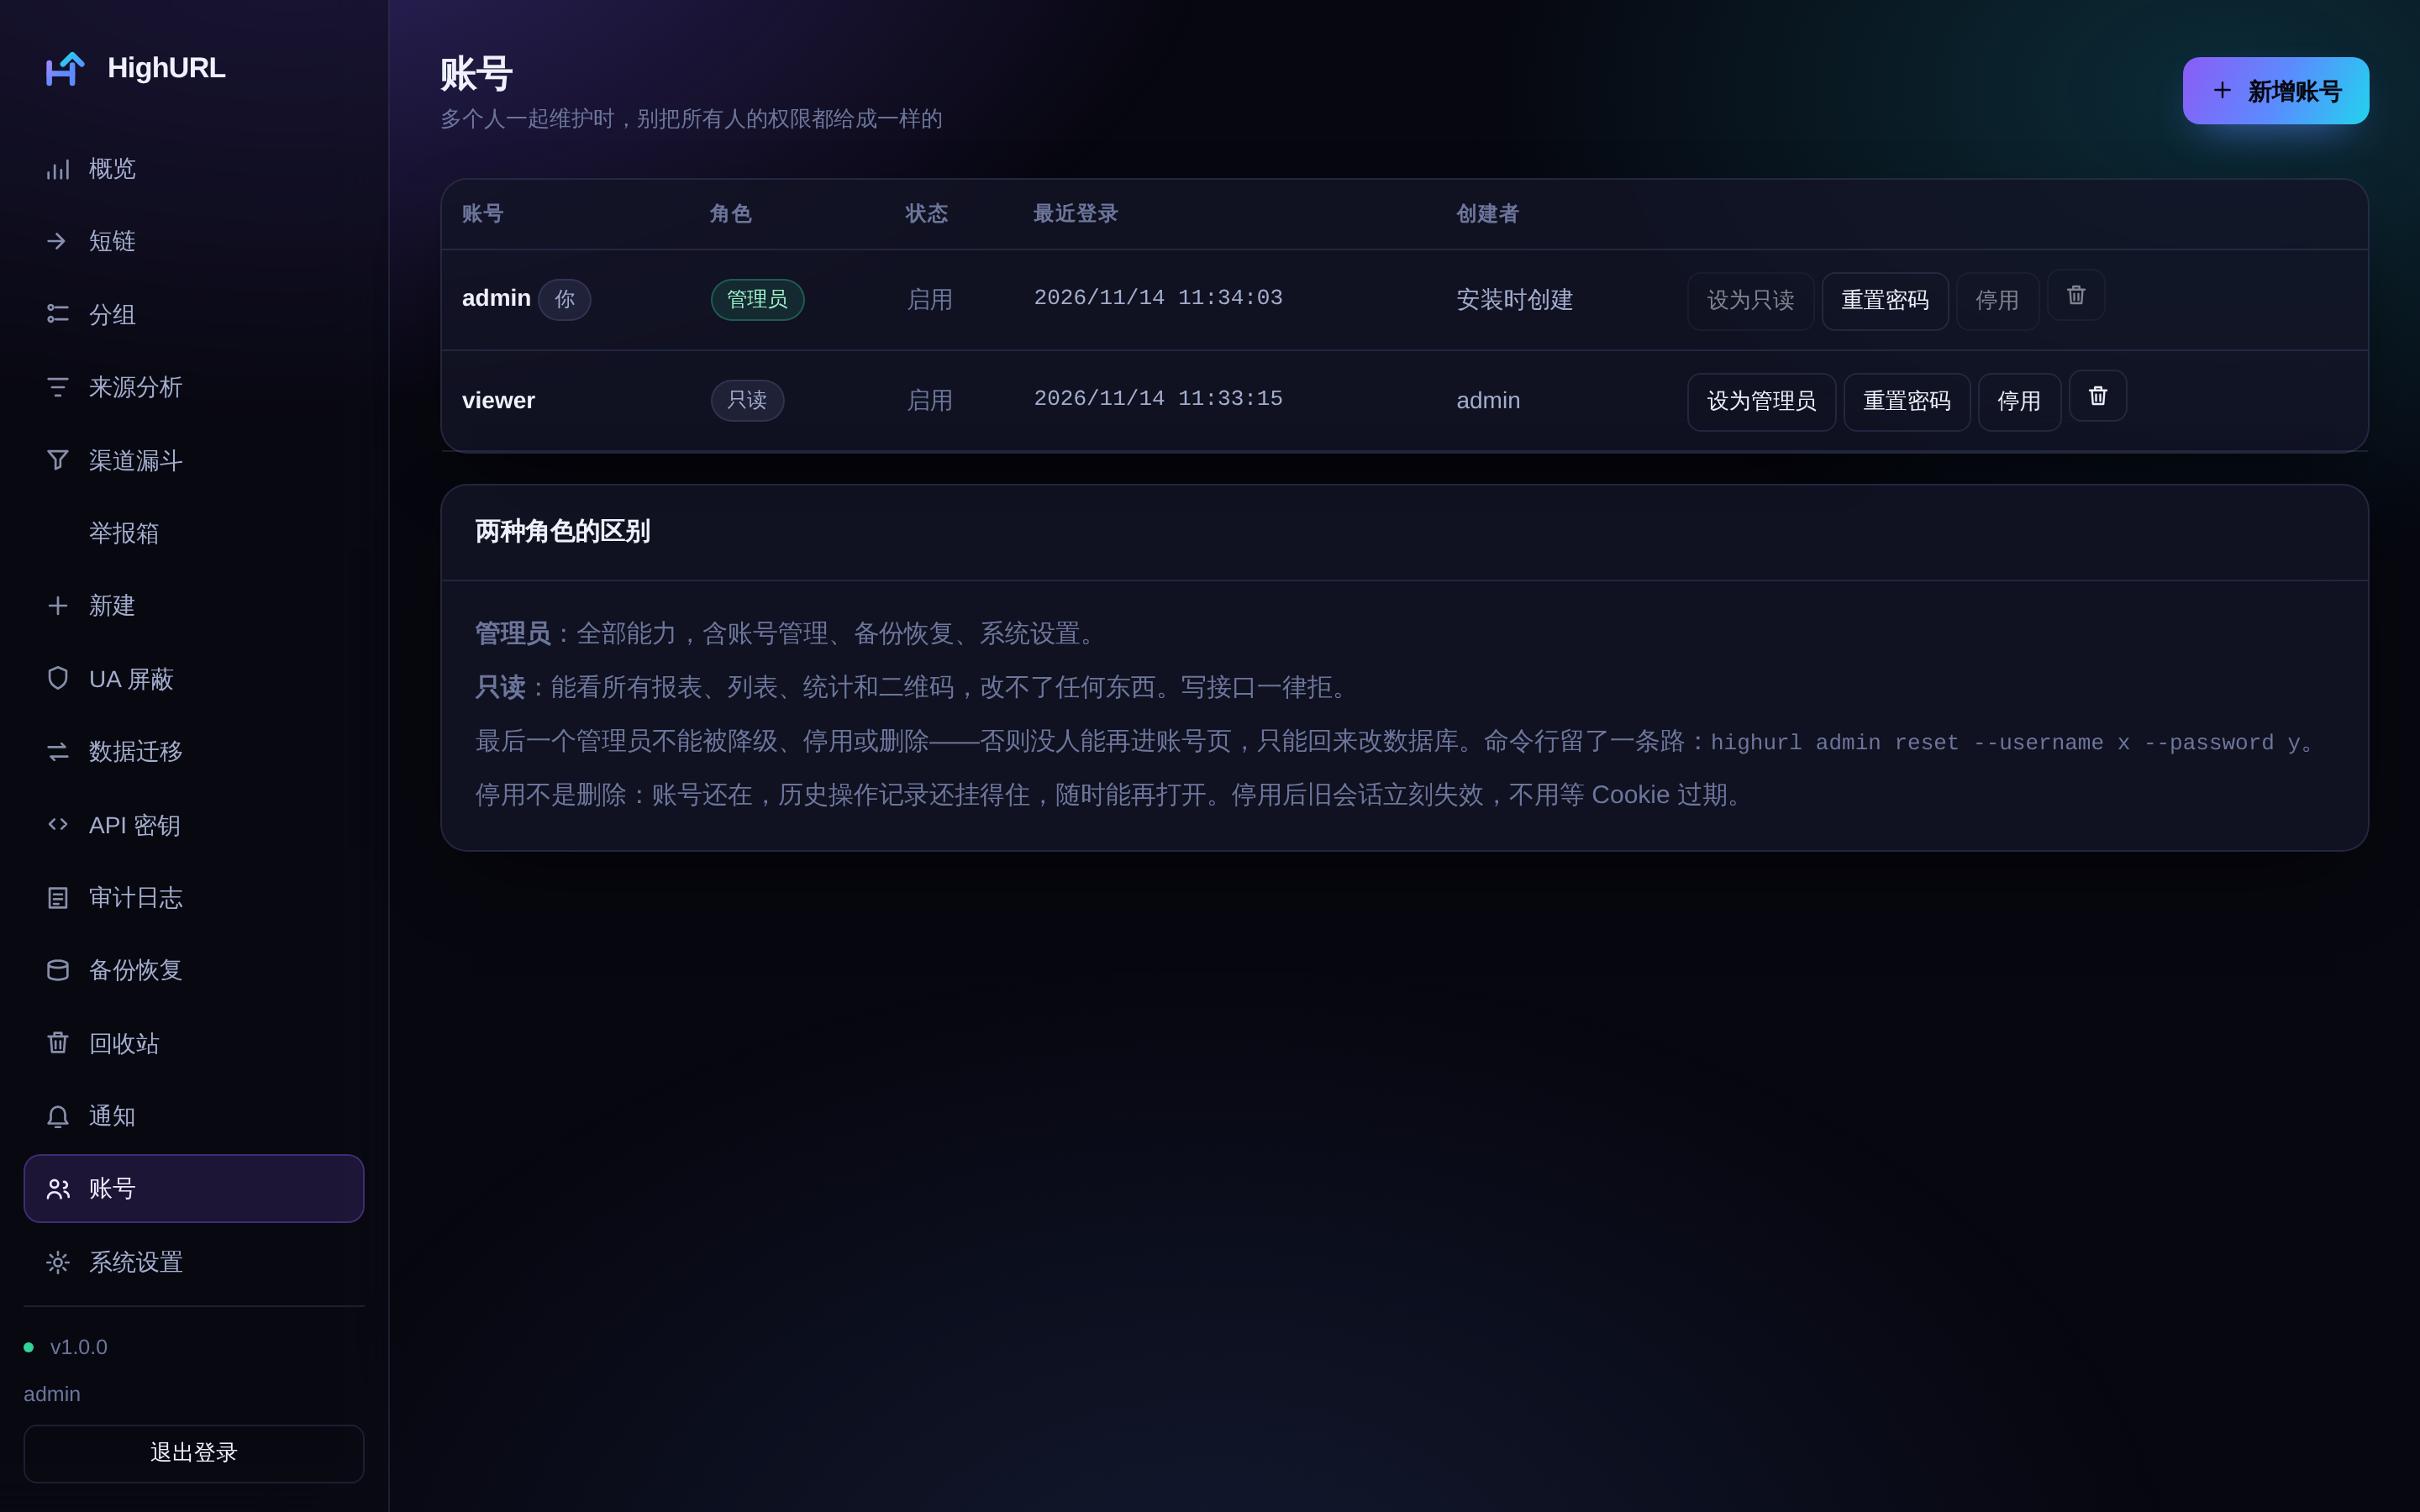 HighURL
概览
短链
分组
来源分析
渠道漏斗
举报箱
新建
UA 屏蔽
数据迁移
API 密钥
审计日志
备份恢复
回收站
通知
账号
系统设置
v1.0.0
admin
退出登录
账号
多个人一起维护时，别把所有人的权限都给成一样的
新增账号
账号 角色 状态 最近登录 创建者
admin 你 管理员 启用 2026/11/14 11:34:03 安装时创建 设为只读 重置密码 停用
viewer 只读 启用 2026/11/14 11:33:15 admin 设为管理员 重置密码 停用
两种角色的区别
管理员：全部能力，含账号管理、备份恢复、系统设置。
只读：能看所有报表、列表、统计和二维码，改不了任何东西。写接口一律拒。
最后一个管理员不能被降级、停用或删除——否则没人能再进账号页，只能回来改数据库。命令行留了一条路：highurl admin reset --username x --password y。
停用不是删除：账号还在，历史操作记录还挂得住，随时能再打开。停用后旧会话立刻失效，不用等 Cookie 过期。